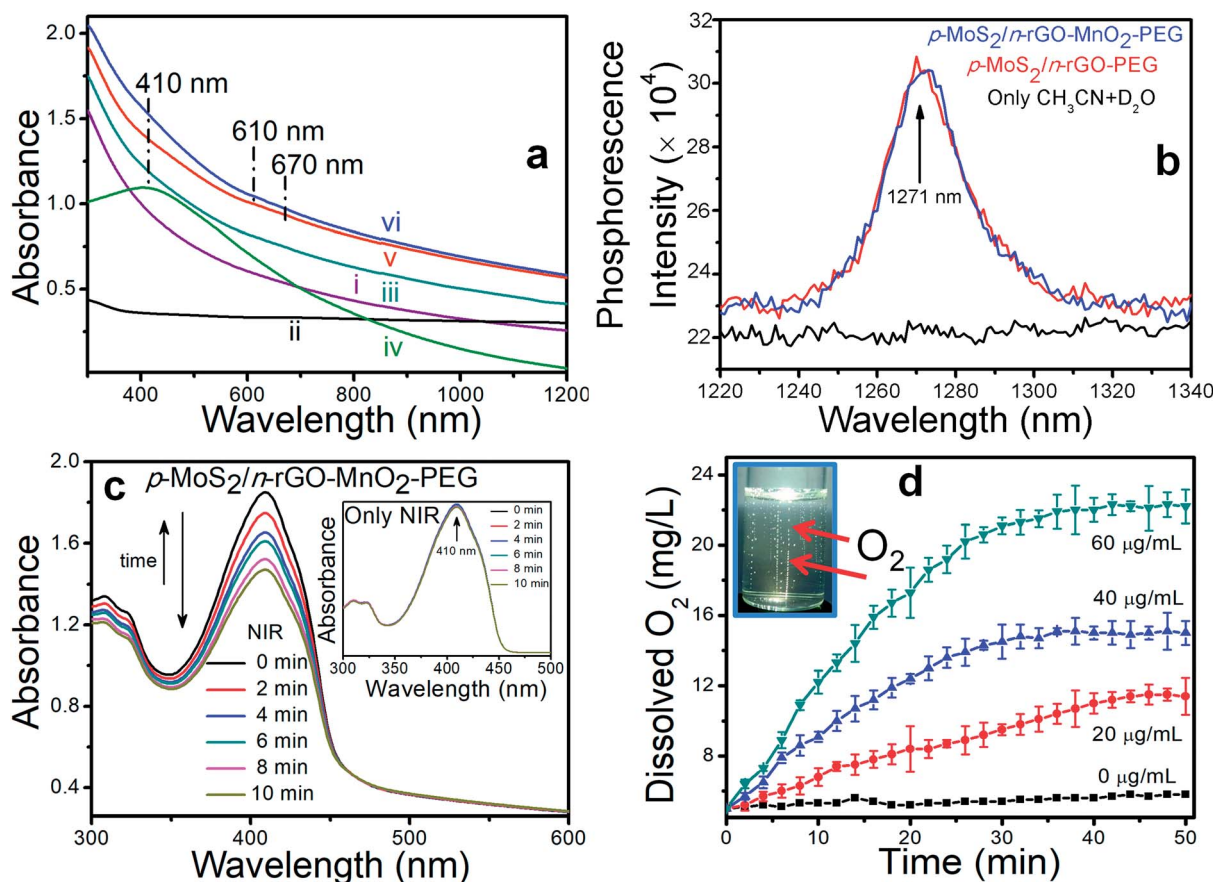 2.0
1.5
1.0
0.5
Absorbance
410 nm
610 nm
670 nm
a
vi
v
i
iii
ii
iv
400 600 800 1000 1200
Wavelength (nm)
p-MoS2/n-rGO-MnO2-PEG
p-MoS2/n-rGO-PEG
Only CH3CN+D2O
b
Phosphorescence
Intensity (× 10^4)
32
30
28
26
24
22
1271 nm
1220 1240 1260 1280 1300 1320 1340
Wavelength (nm)
c
p-MoS2/n-rGO-MnO2-PEG
2.0
1.6
1.2
0.8
0.4
Absorbance
time
NIR
0 min
2 min
4 min
6 min
8 min
10 min
300 400 500 600
Wavelength (nm)
Only NIR
410 nm
0 min
2 min
4 min
6 min
8 min
10 min
Absorbance
300 350 400 450 500
Wavelength (nm)
d
O2
Dissolved O2 (mg/L)
24
20
16
12
8
60 μg/mL
40 μg/mL
20 μg/mL
0 μg/mL
0 10 20 30 40 50
Time (min)